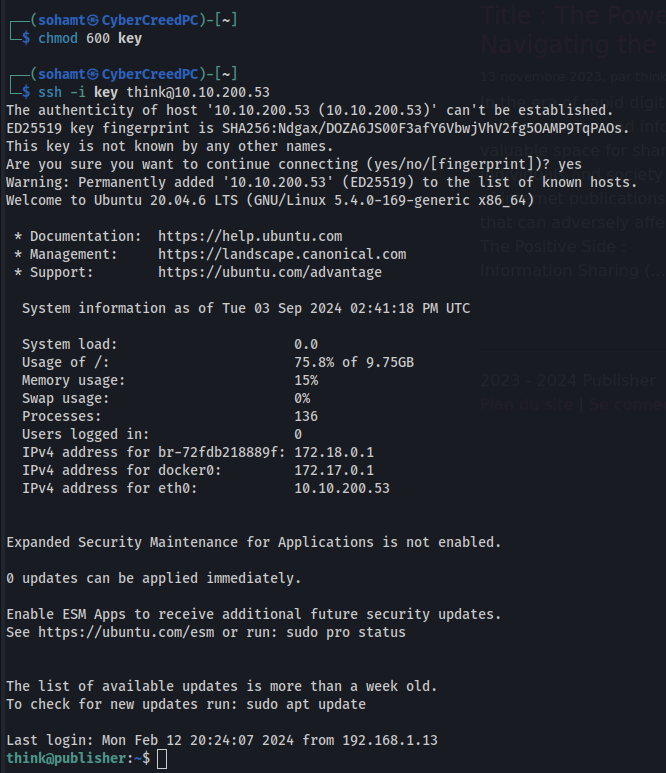 ┌──(sohamt㉿CyberCreedPC)-[~]
└─$ chmod 600 key
┌──(sohamt㉿CyberCreedPC)-[~]
└─$ ssh -i key think@10.10.200.53
The authenticity of host '10.10.200.53 (10.10.200.53)' can't be established.
ED25519 key fingerprint is SHA256:Ndgax/DOZA6JS00F3afY6VbwjVhV2fg5OAMP9TqPAOs.
This key is not known by any other names.
Are you sure you want to continue connecting (yes/no/[fingerprint])? yes
Warning: Permanently added '10.10.200.53' (ED25519) to the list of known hosts.
Welcome to Ubuntu 20.04.6 LTS (GNU/Linux 5.4.0-169-generic x86_64)
* Documentation: https://help.ubuntu.com
* Management: https://landscape.canonical.com
* Support: https://ubuntu.com/advantage
System information as of Tue 03 Sep 2024 02:41:18 PM UTC
System load: 0.0
Usage of /: 75.8% of 9.75GB
Memory usage: 15%
Swap usage: 0%
Processes: 136
Users logged in: 0
IPv4 address for br-72fdb218889f: 172.18.0.1
IPv4 address for docker0: 172.17.0.1
IPv4 address for eth0: 10.10.200.53
Expanded Security Maintenance for Applications is not enabled.
0 updates can be applied immediately.
Enable ESM Apps to receive additional future security updates.
See https://ubuntu.com/esm or run: sudo pro status
The list of available updates is more than a week old.
To check for new updates run: sudo apt update
Last login: Mon Feb 12 20:24:07 2024 from 192.168.1.13
think@publisher:~$
Title : The
Navigating the
13 novembre 2023, par think
valuable space for
and society
net publications
that can adversely
The Positive Side
Information Sharing (...
2023 - 2024 Publisher
Plan du site | Se